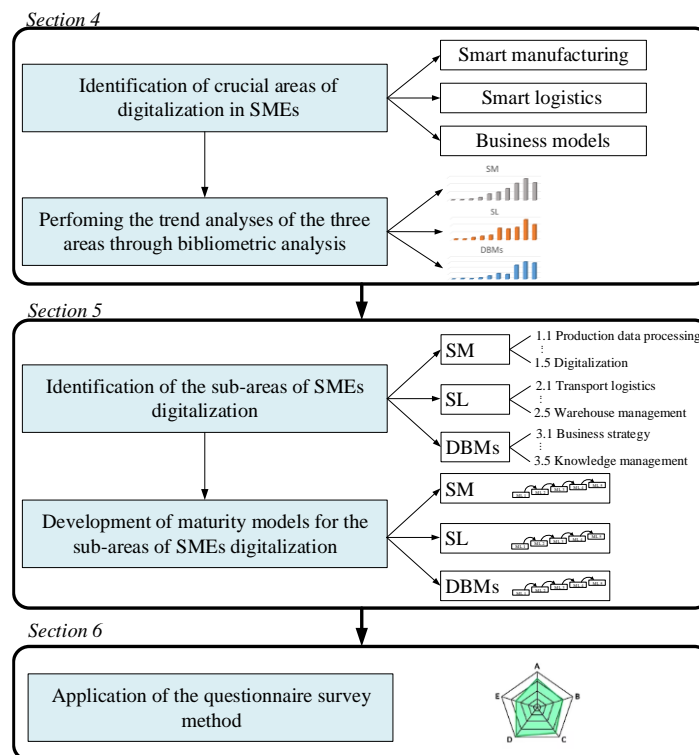 Section 4
Identification of crucial areas of
digitalization in SMEs
Smart manufacturing
Smart logistics
Business models
Perfoming the trend analyses of the three
areas through bibliometric analysis
SM
SL
DBMs
Section 5
Identification of the sub-areas of SMEs
digitalization
SM
1.1 Production data processing
1.5 Digitalization
SL
2.1 Transport logistics
2.5 Warehouse management
DBMs
3.1 Business strategy
3.5 Knowledge management
Development of maturity models for the
sub-areas of SMEs digitalization
SM
SL
DBMs
Section 6
Application of the questionnaire survey
method
A
B
C
D
E